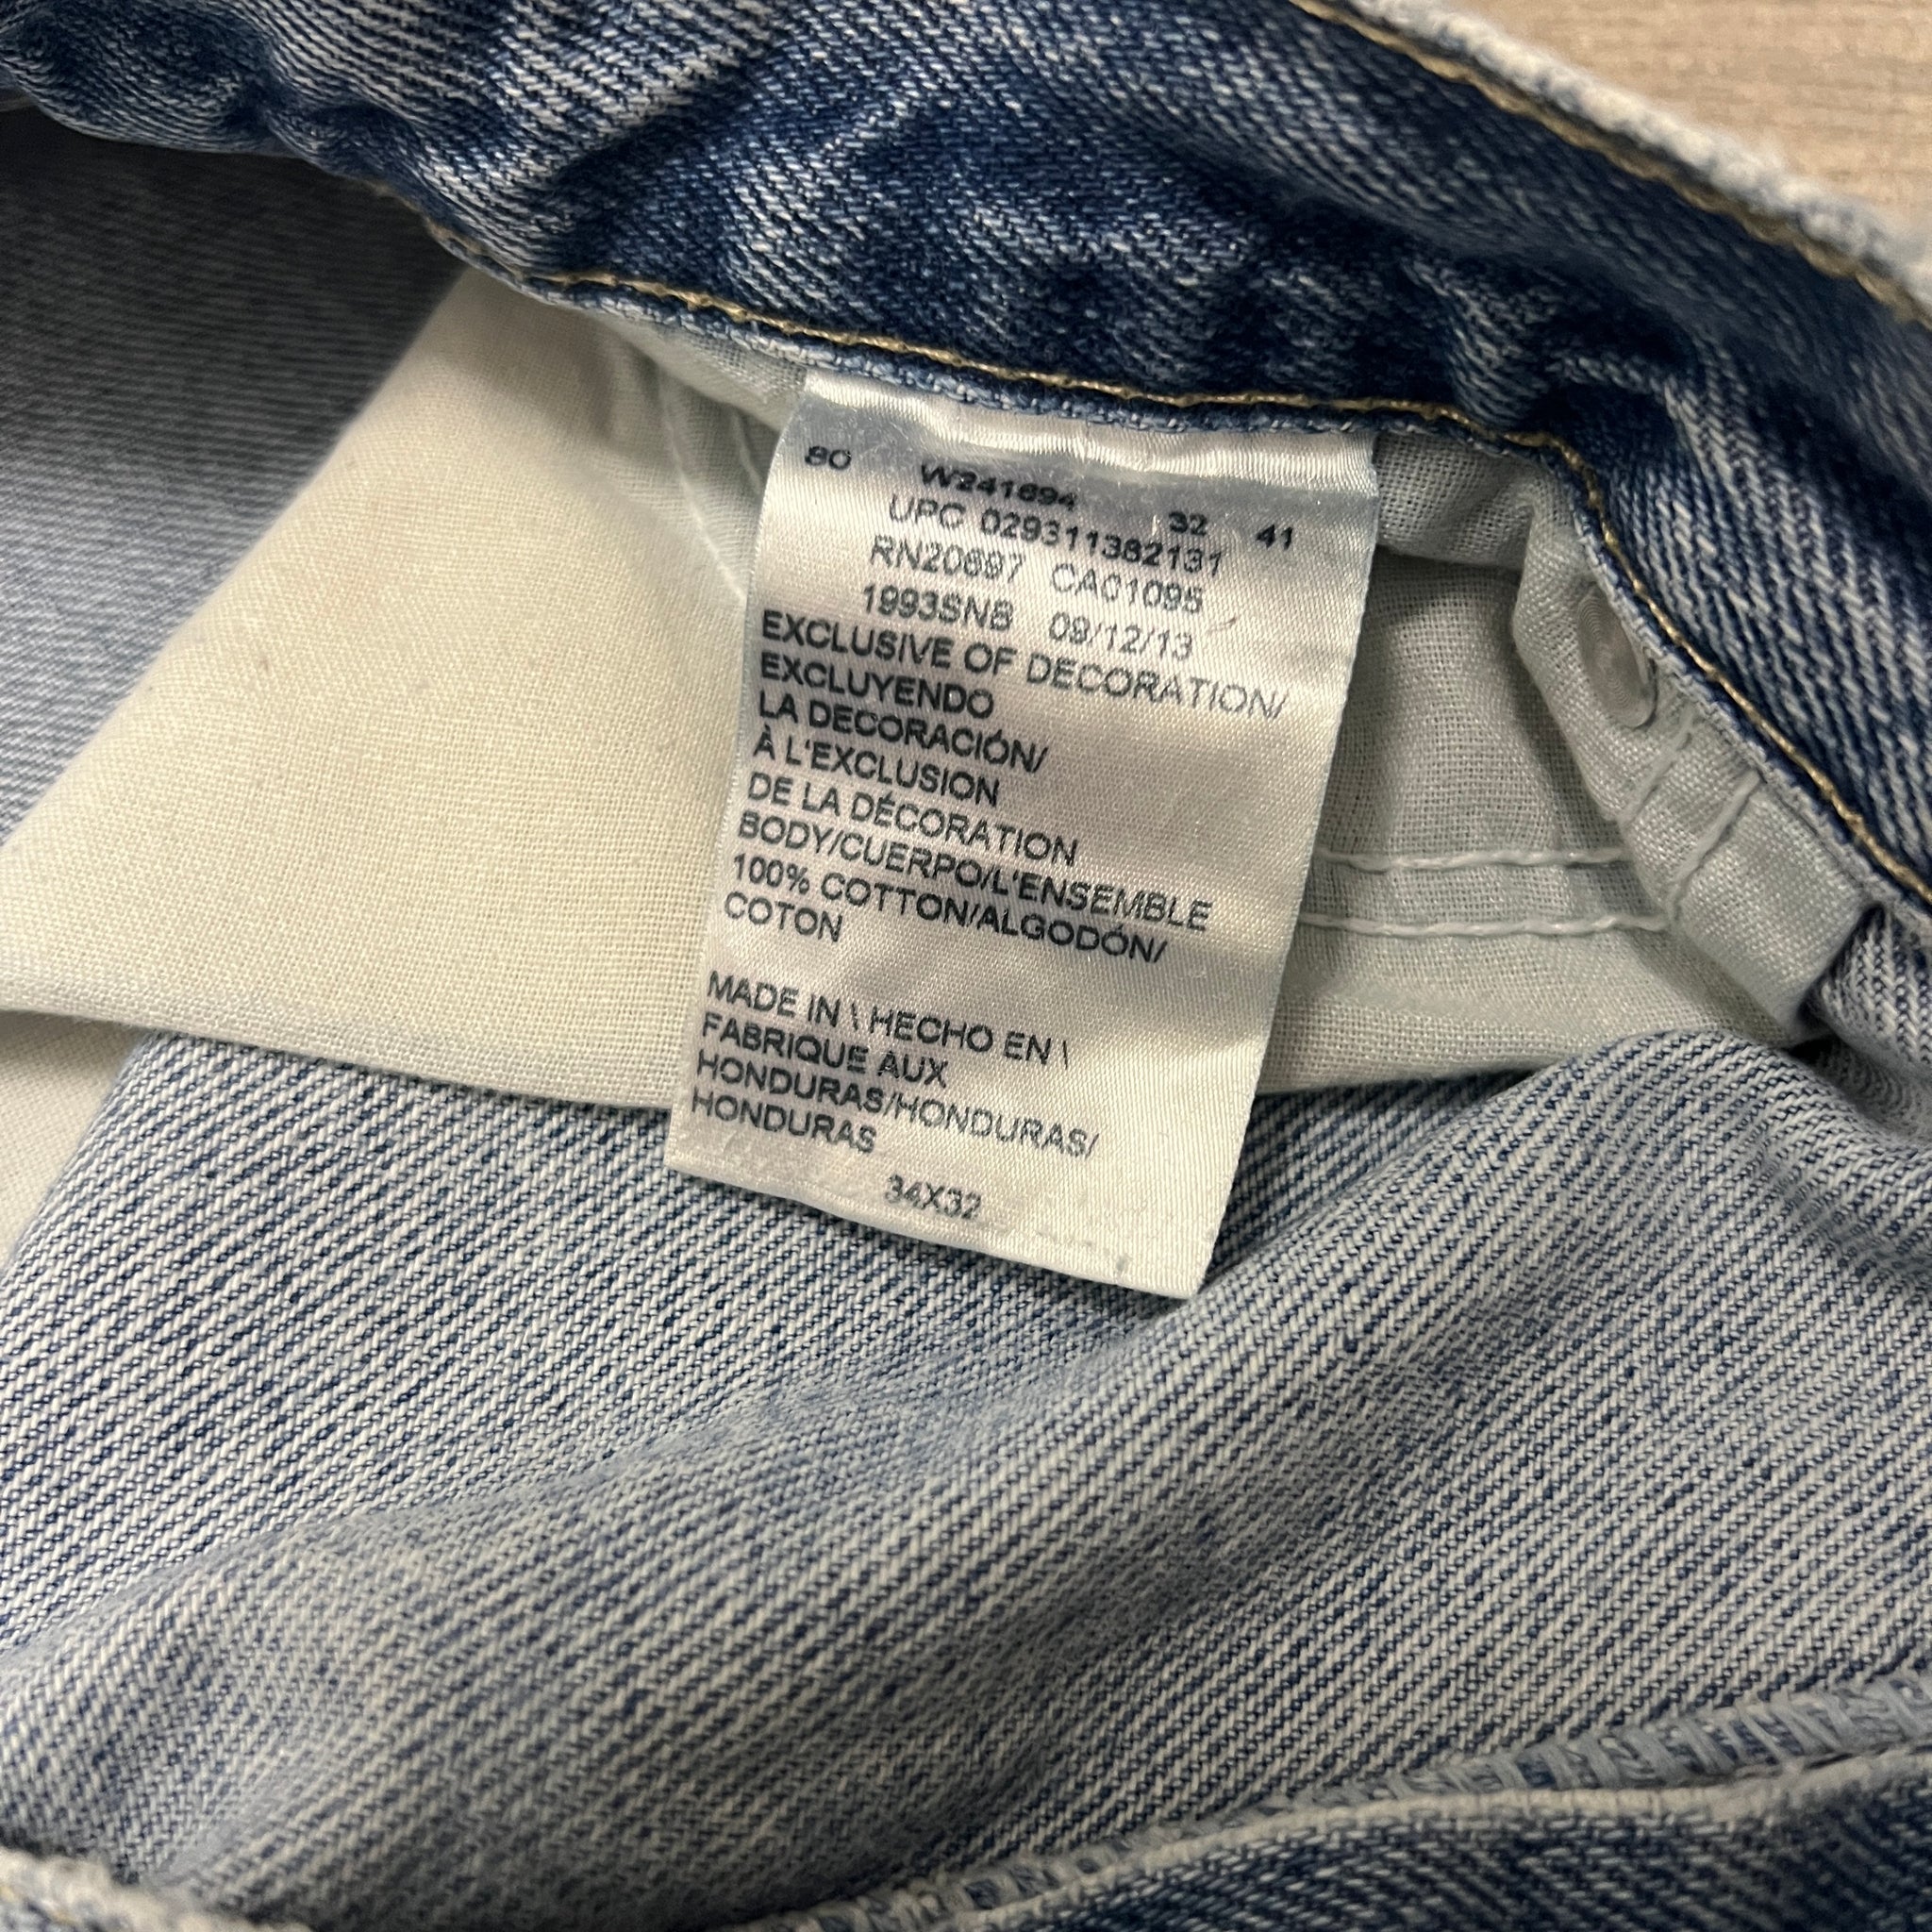 80 W241694 32 41
UPC 029311382131
RN20697 CA01095
1993SNB 09/12/13
EXCLUSIVE OF DECORATION/
EXCLUYENDO
LA DECORACIÓN/
À L'EXCLUSION
DE LA DÉCORATION
BODY/CUERPO/L'ENSEMBLE
100% COTTON/ALGODÓN/
COTON
MADE IN \ HECHO EN \
FABRIQUE AUX
HONDURAS/HONDURAS/
HONDURAS
34X32